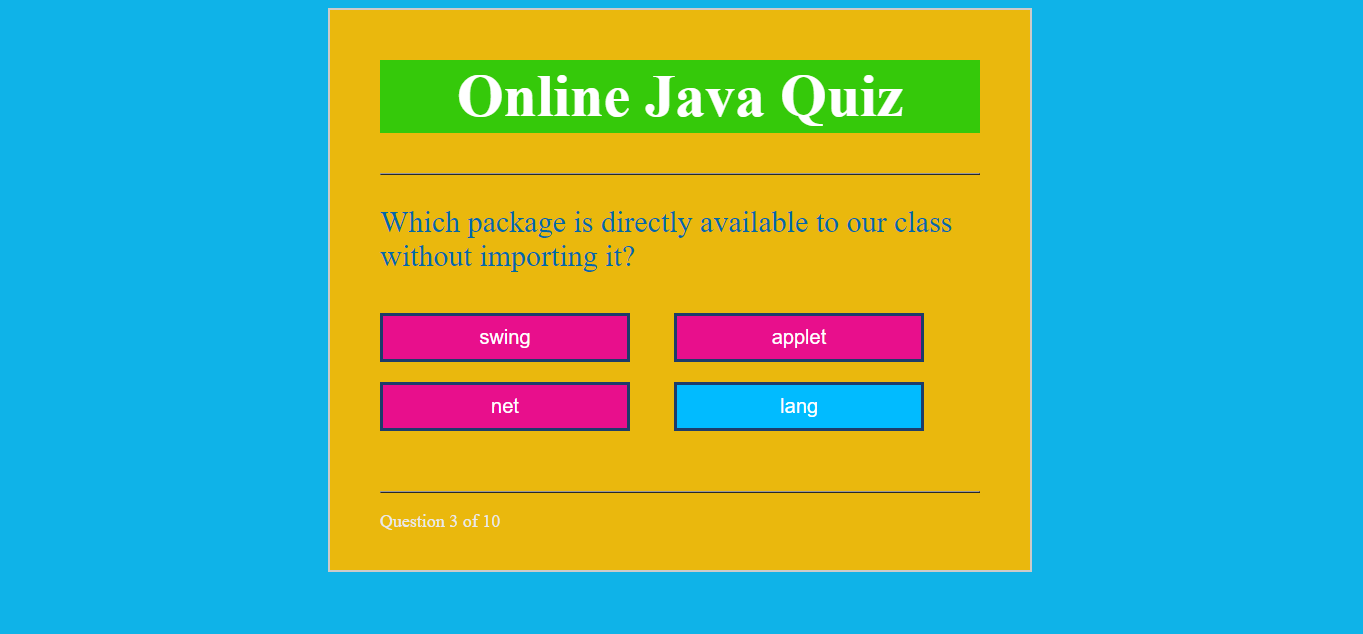 Online Java Quiz
Which package is directly available to our class
without importing it?
swing
applet
net
lang
Question 3 of 10